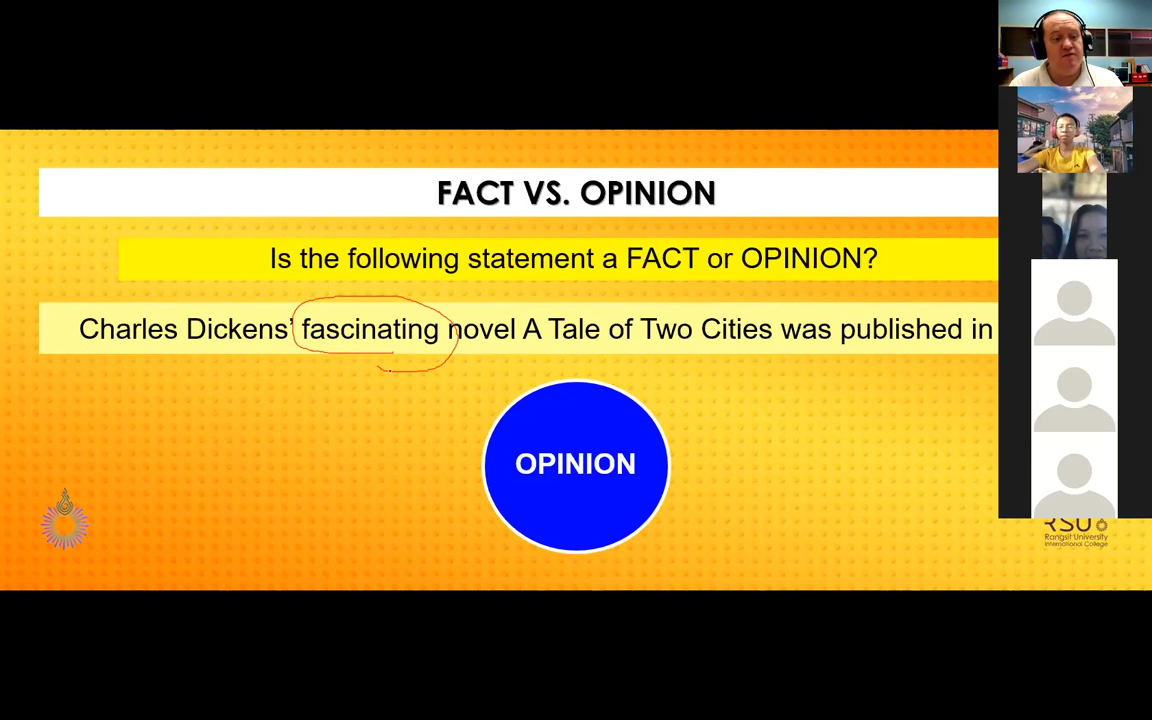 FACT VS. OPINION
Is the following statement a FACT or OPINION?
Charles Dickens' fascinating novel A Tale of Two Cities was published in
OPINION
RSU
Rangsit University
International College